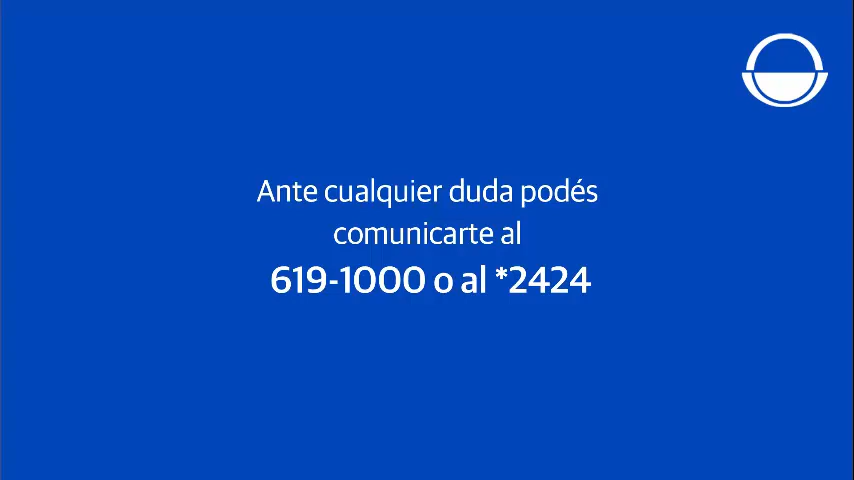 Ante cualquier duda podés
comunicarte al
619-1000 o al *2424